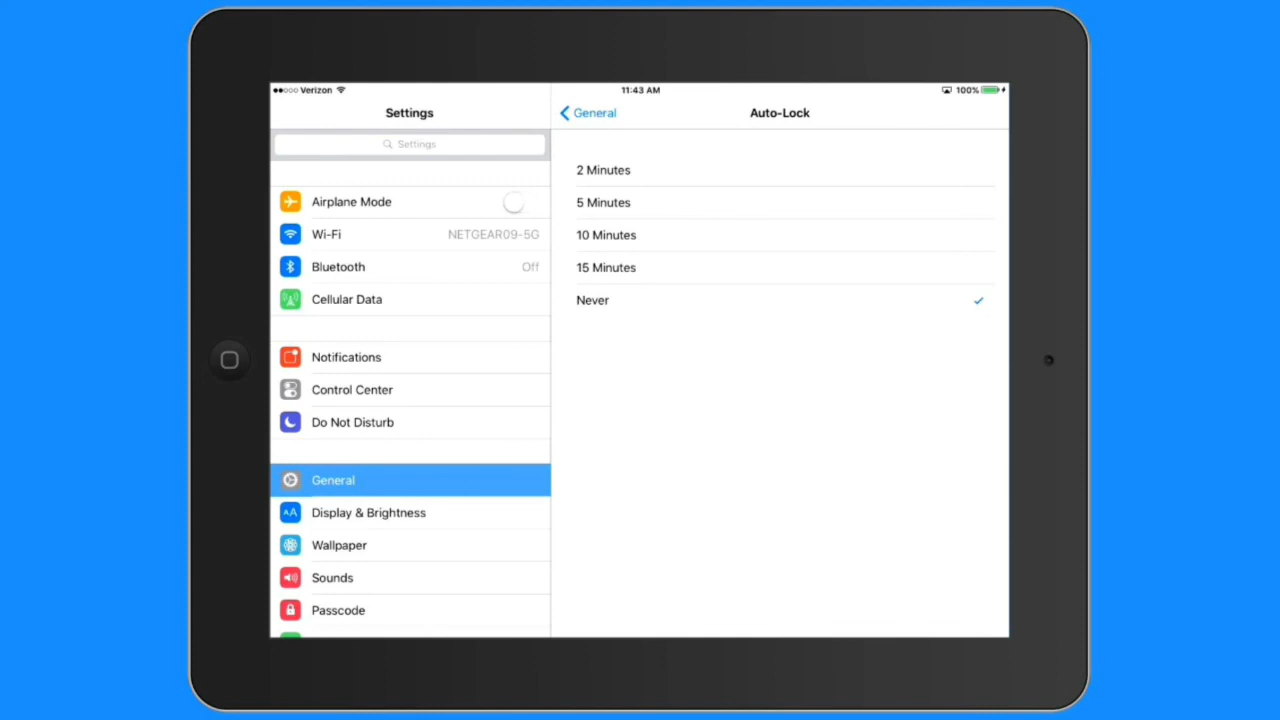 Verizon 11:43 AM 100%
Settings
General Auto-Lock
Settings
Airplane Mode
Wi-Fi NETGEAR09-5G
Bluetooth Off
Cellular Data
Notifications
Control Center
Do Not Disturb
General
AA Display & Brightness
Wallpaper
Sounds
Passcode
2 Minutes
5 Minutes
10 Minutes
15 Minutes
Never